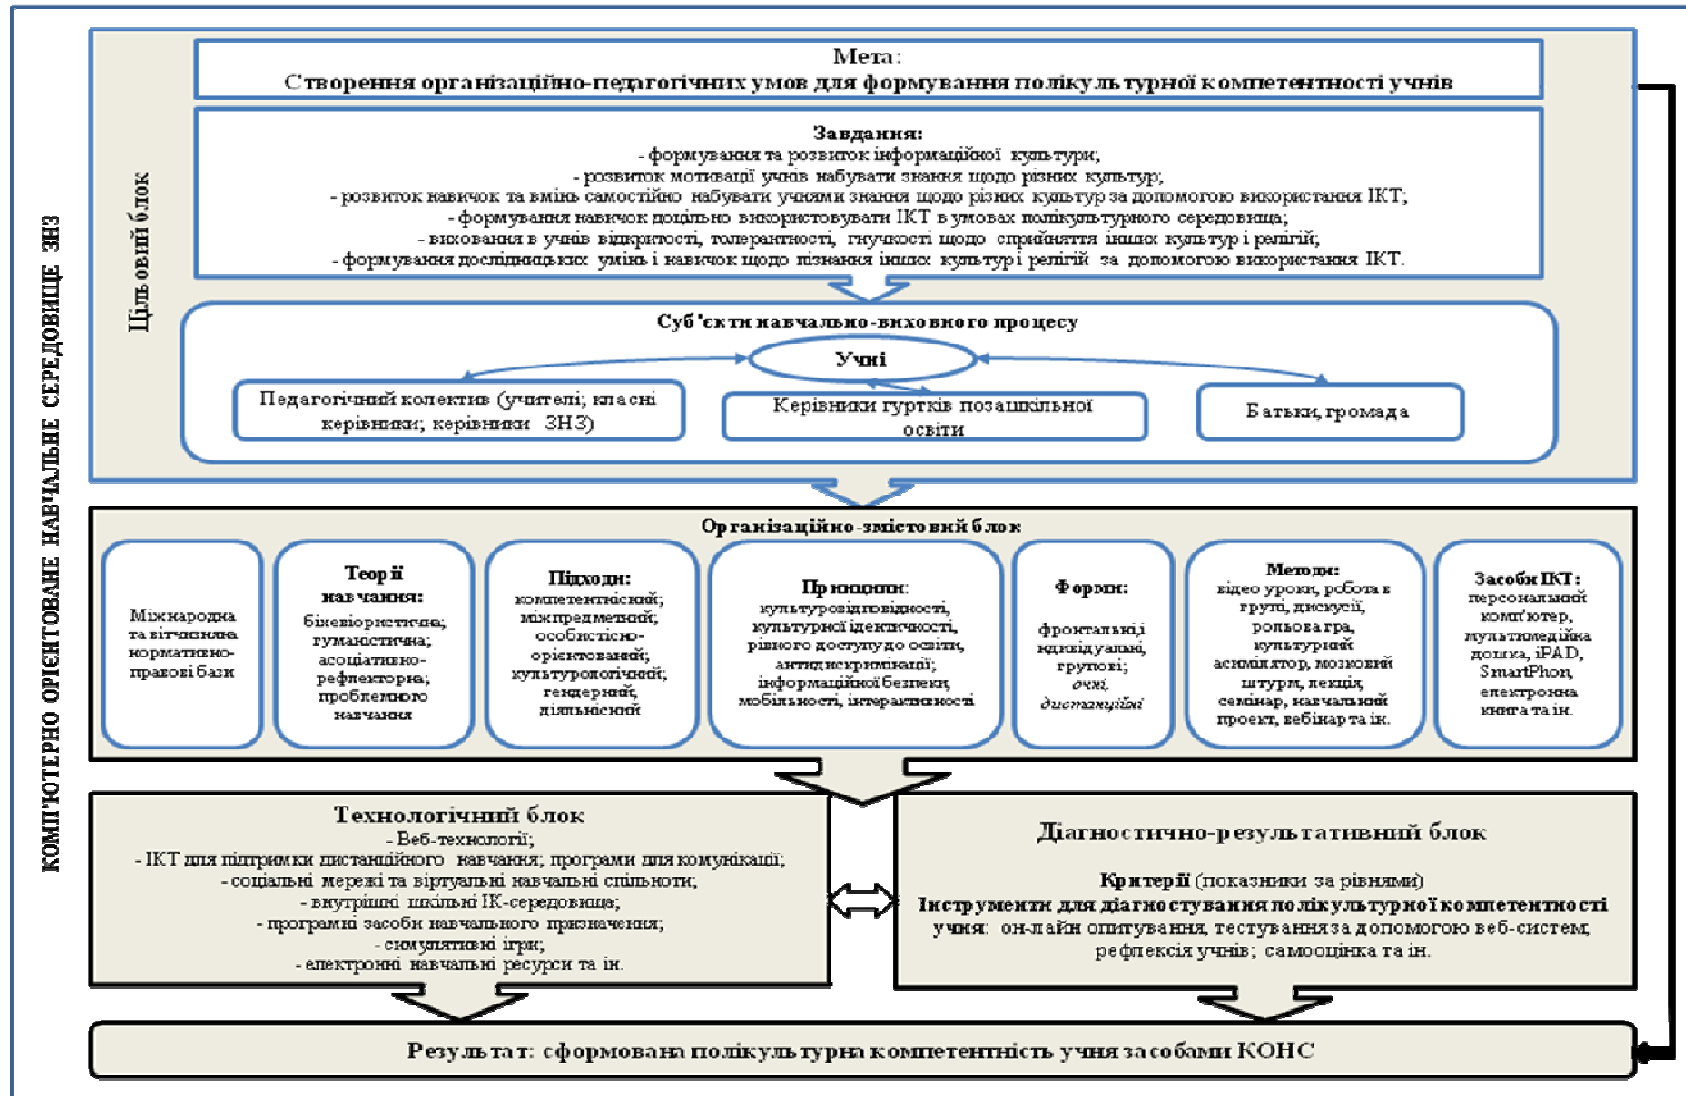 КОМП'ЮТЕРНО ОРІЄНТОВАНЕ НАВЧАЛЬНЕ СЕРЕДОВИЩЕ ЗНЗ
Цільовий блок
Мета:
Створення організаційно-педагогічних умов для формування полікультурної компетентності учнів
Завдання:
- формування та розвиток інформаційної культури;
- розвиток мотивації учнів набувати знання щодо різних культур;
- розвиток навичок та вмінь самостійно набувати учнями знання щодо різних культур за допомогою використання ІКТ;
- формування навичок доцільно використовувати ІКТ в умовах полікультурного середовища;
- виховання в учнів відкритості, толерантності, гнучкості щодо сприйняття інших культур і релігій;
- формування дослідницьких умінь і навичок щодо пізнання інших культур і релігій за допомогою використання ІКТ.
Суб'єкти навчально-виховного процесу
Учні
Педагогічний колектив (учителі; класні
керівники; керівники ЗНЗ)
Керівники гуртків позашкільної
освіти
Батьки, громада
Організаційно-змістовий блок
Міжнародна
та вітчизняна
нормативно-
правові бази
Теорії
навчання:
біхевіористична;
гуманістична;
асоціативно-
рефлекторна;
проблемного
навчання
Підходи:
компетентнісний;
міжпредметний;
особистісно-
орієнтований;
культурологічний;
гендерний,
діяльнісний
Принципи:
культуровідповідності,
культурної ідентичності,
рівного доступу до освіти,
антидискримінації;
інформаційної безпеки,
мобільності, інтерактивності
Форми:
фронтальні,і
ндивідуальні,
групові;
очні,
дистанційні
Методи:
відео уроки, робота в
групі, дискусії,
рольова гра,
культурний
асимілятор, мозковий
штурм, лекція,
семінар, навчальний
проект, вебінар та ін.
Засоби ІКТ:
персональний
комп'ютер,
мультимедійна
дошка, iPAD,
SmartPhon,
електронна
книга та ін.
Технологічний блок
- Веб-технології;
- ІКТ для підтримки дистанційного навчання; програми для комунікації;
- соціальні мережі та віртуальні навчальні спільноти;
- внутрішні шкільні ІК-середовища;
- програмні засоби навчального призначення;
- симулятивні ігри;
- електронні навчальні ресурси та ін.
Діагностично-результативний блок
Критерії (показники за рівнями)
Інструменти для діагностування полікультурної компетентності
учня: он-лайн опитування, тестування за допомогою веб-систем;
рефлексія учнів; самооцінка та ін.
Результат: сформована полікультурна компетентність учня засобами КОНС